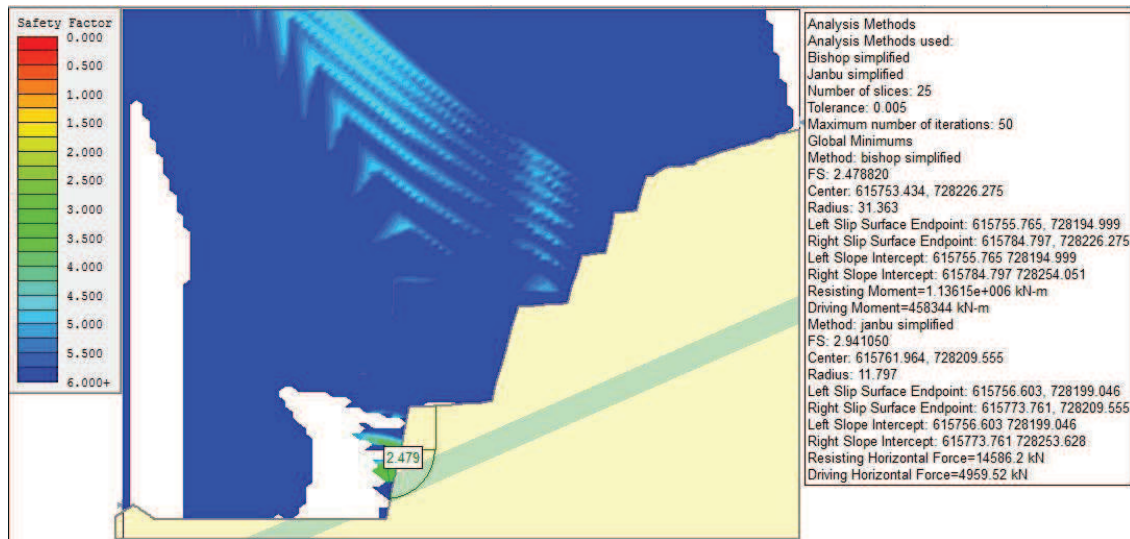 Safety Factor
0.000
0.500
1.000
1.500
2.000
2.500
3.000
3.500
4.000
4.500
5.000
5.500
6.000+
2.479
Analysis Methods
Analysis Methods used:
Bishop simplified
Janbu simplified
Number of slices: 25
Tolerance: 0.005
Maximum number of iterations: 50
Global Minimums
Method: bishop simplified
FS: 2.478820
Center: 615753.434, 728226.275
Radius: 31.363
Left Slip Surface Endpoint: 615755.765, 728194.999
Right Slip Surface Endpoint: 615784.797, 728226.275
Left Slope Intercept: 615755.765 728194.999
Right Slope Intercept: 615784.797 728254.051
Resisting Moment=1.13615e+006 kN-m
Driving Moment=458344 kN-m
Method: janbu simplified
FS: 2.941050
Center: 615761.964, 728209.555
Radius: 11.797
Left Slip Surface Endpoint: 615756.603, 728199.046
Right Slip Surface Endpoint: 615773.761, 728209.555
Left Slope Intercept: 615756.603 728199.046
Right Slope Intercept: 615773.761 728253.628
Resisting Horizontal Force=14586.2 kN
Driving Horizontal Force=4959.52 kN